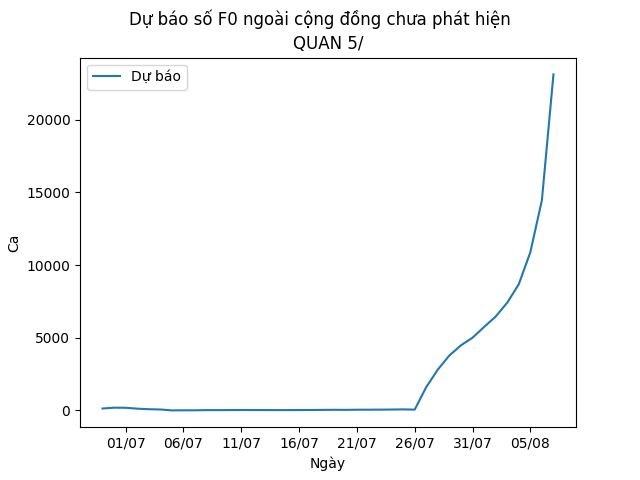 Dự báo số F0 ngoài cộng đồng chưa phát hiện
QUAN 5/
Dự báo
Ca
20000
15000
10000
5000
0
01/07 06/07 11/07 16/07 21/07 26/07 31/07 05/08
Ngày